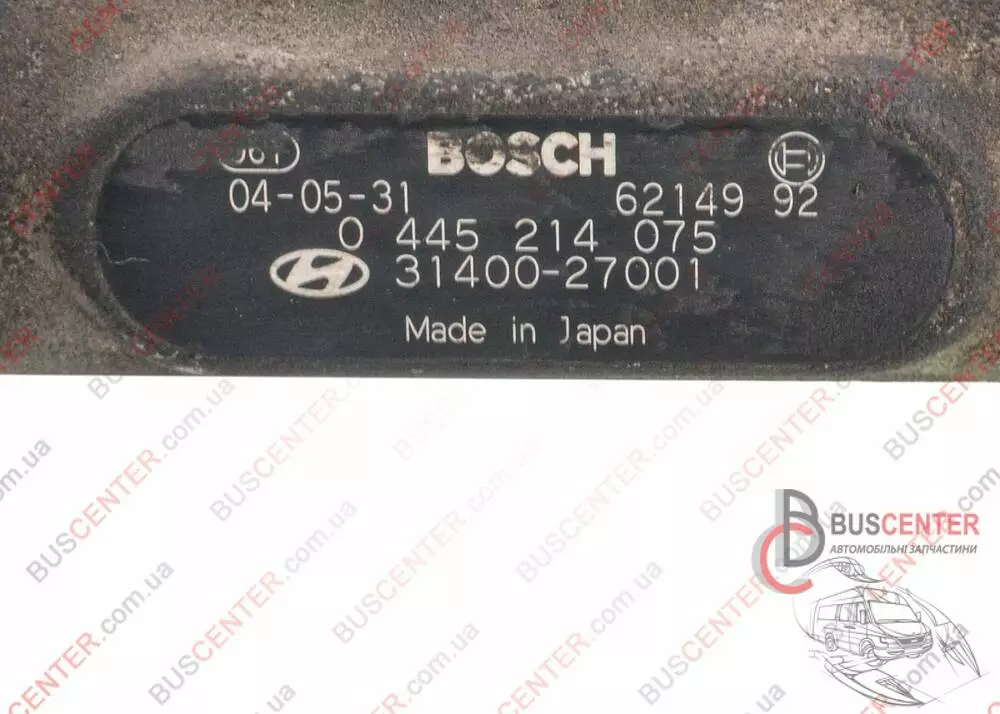 061 BOSCH
04-05-31 62149 92
0 445 214 075
31400-27001
Made in Japan
BUSCENTER
АВТОМОБІЛЬНІ ЗАПЧАСТИНИ
BUSCENTER.com.ua